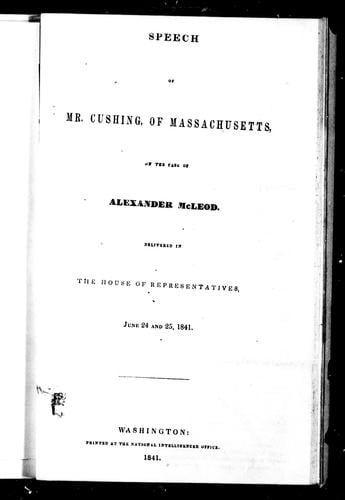 SPEECH
OF
MR. CUSHING, OF MASSACHUSETTS,
ON THE CASE OF
ALEXANDER McLEOD.
DELIVERED IN
THE HOUSE OF REPRESENTATIVES,
JUNE 24 AND 25, 1841.
WASHINGTON:
PRINTED AT THE NATIONAL INTELLIGENCER OFFICE.
1841.